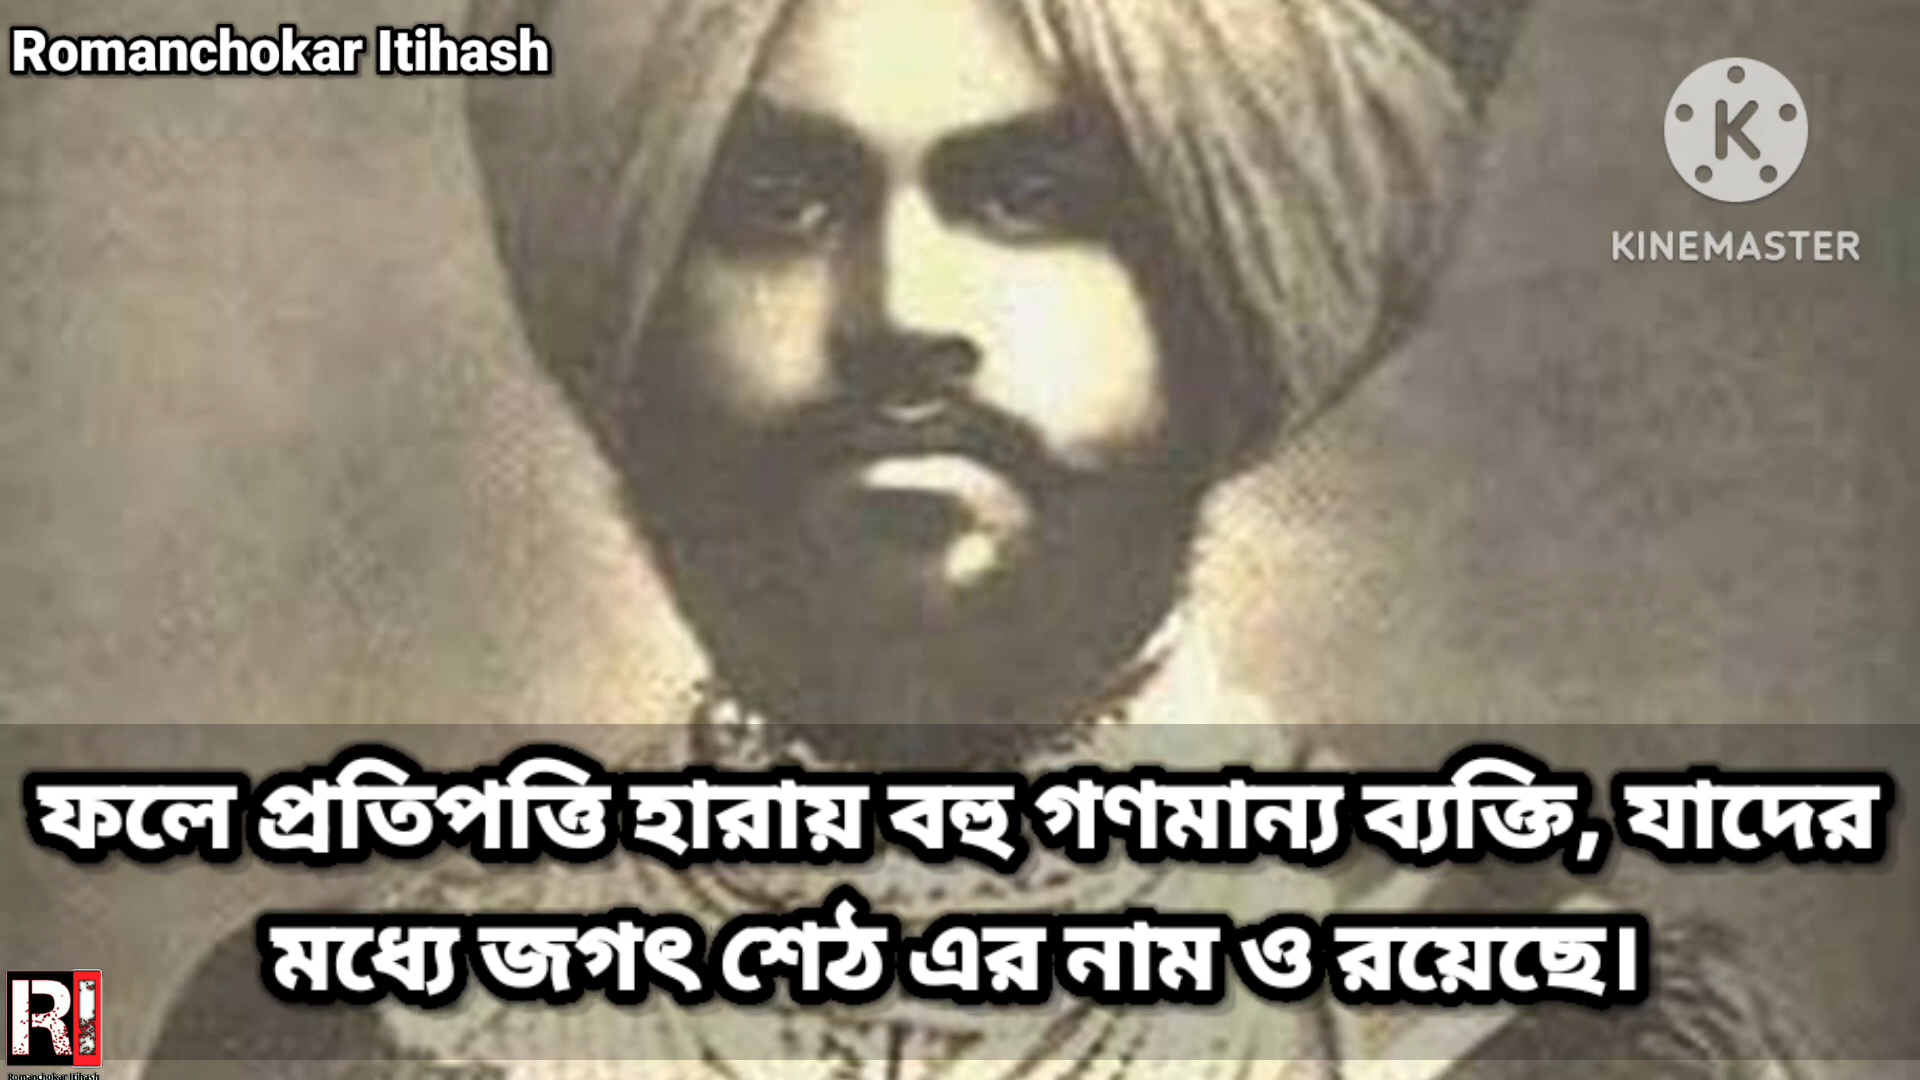 Romanchokar Itihash
KINEMASTER
ফলে প্রতিপত্তি হারায় বহু গণমান্য ব্যক্তি, যাদের
মধ্যে জগৎ শেঠ এর নাম ও রয়েছে।
RI
Romanchokar Itihash